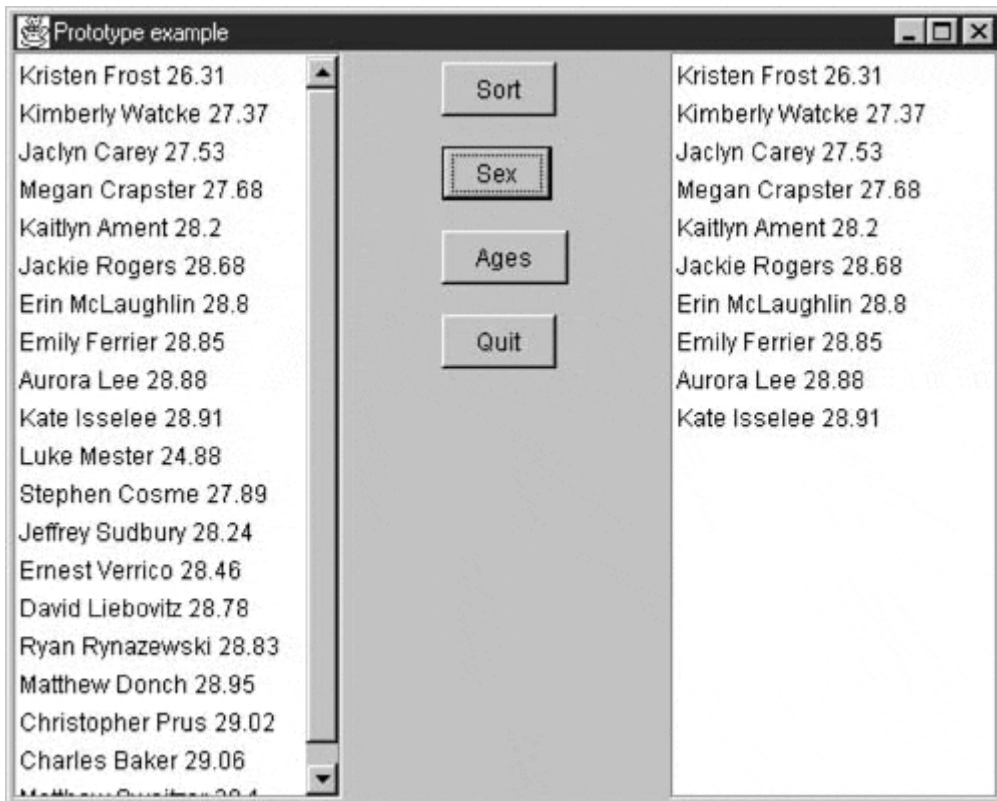 Prototype example
Kristen Frost 26.31
Kimberly Watcke 27.37
Jaclyn Carey 27.53
Megan Crapster 27.68
Kaitlyn Ament 28.2
Jackie Rogers 28.68
Erin McLaughlin 28.8
Emily Ferrier 28.85
Aurora Lee 28.88
Kate Isselee 28.91
Luke Mester 24.88
Stephen Cosme 27.89
Jeffrey Sudbury 28.24
Ernest Verrico 28.46
David Liebovitz 28.78
Ryan Rynazewski 28.83
Matthew Donch 28.95
Christopher Prus 29.02
Charles Baker 29.06
Matthew
Sort
Sex
Ages
Quit
Kristen Frost 26.31
Kimberly Watcke 27.37
Jaclyn Carey 27.53
Megan Crapster 27.68
Kaitlyn Ament 28.2
Jackie Rogers 28.68
Erin McLaughlin 28.8
Emily Ferrier 28.85
Aurora Lee 28.88
Kate Isselee 28.91